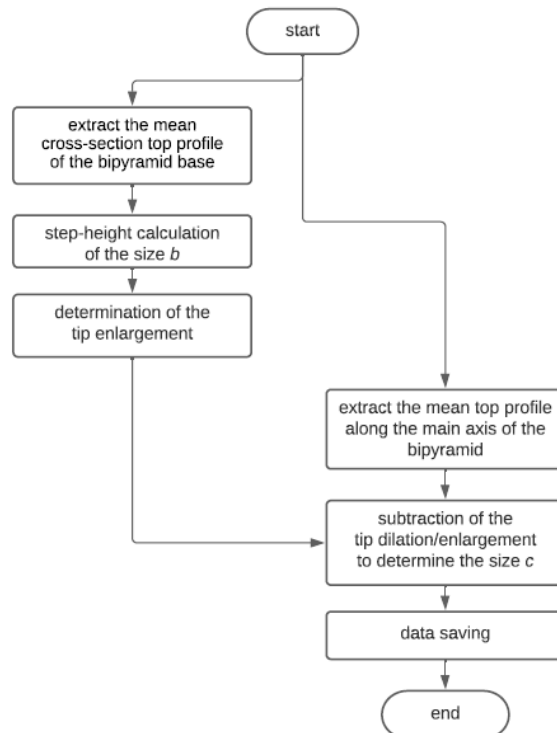 start
extract the mean
cross-section top profile
of the bipyramid base
step-height calculation
of the size b
determination of the
tip enlargement
extract the mean top profile
along the main axis of the
bipyramid
subtraction of the
tip dilation/enlargement
to determine the size c
data saving
end